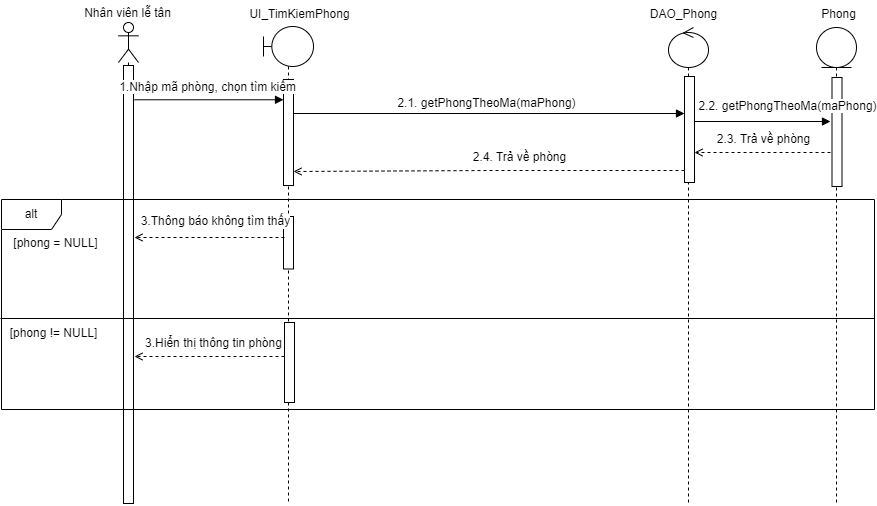 Nhân viên lễ tân
UI_TimKiemPhong
DAO_Phong
Phong
1.Nhập mã phòng, chọn tìm kiếm
2.1. getPhongTheoMa(maPhong)
2.2. getPhongTheoMa(maPhong)
2.3. Trả về phòng
2.4. Trả về phòng
alt
3.Thông báo không tìm thấy
[phong = NULL]
[phong != NULL]
3.Hiển thị thông tin phòng